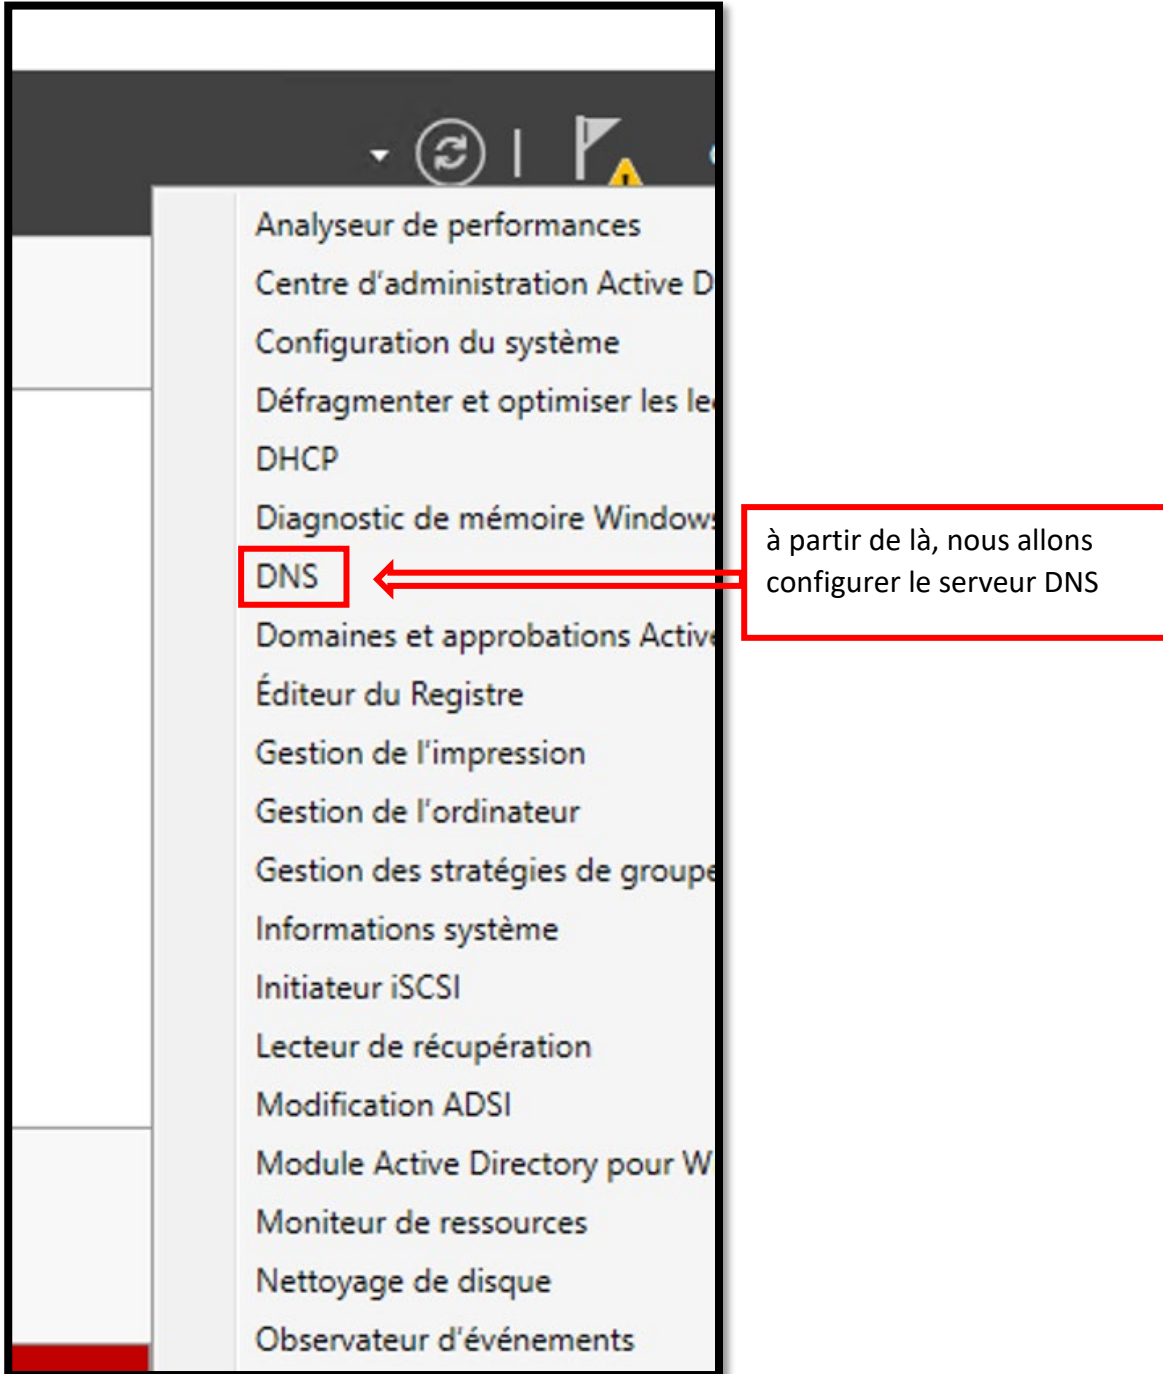 Analyseur de performances
Centre d'administration Active D
Configuration du système
Défragmenter et optimiser les le
DHCP
Diagnostic de mémoire Windows
DNS
à partir de là, nous allons
configurer le serveur DNS
Domaines et approbations Active
Éditeur du Registre
Gestion de l'impression
Gestion de l'ordinateur
Gestion des stratégies de groupe
Informations système
Initiateur iSCSI
Lecteur de récupération
Modification ADSI
Module Active Directory pour W
Moniteur de ressources
Nettoyage de disque
Observateur d'événements